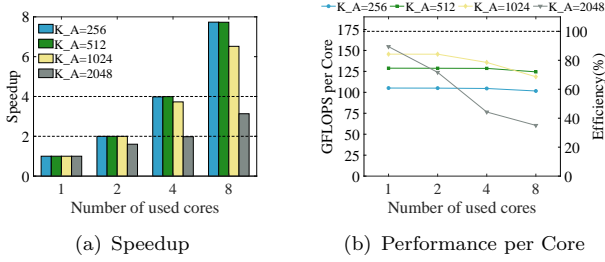 8
6
4
2
0
Speedup
K_A=256
K_A=512
K_A=1024
K_A=2048
1 2 4 8
Number of used cores
(a) Speedup
K_A=256 K_A=512 K_A=1024 K_A=2048
175
150
125
100
75
50
25
0
GFLOPS per Core
100
80
60
40
20
0
Efficiency(%)
1 2 4 8
Number of used cores
(b) Performance per Core